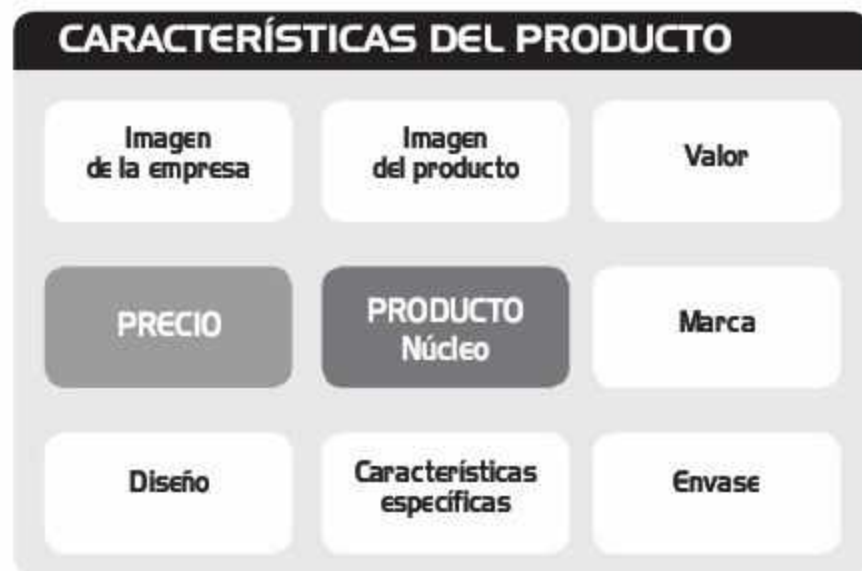 CARACTERÍSTICAS DEL PRODUCTO
Imagen
de la empresa
Imagen
del producto
Valor
PRECIO
PRODUCTO
Núcleo
Marca
Diseño
Características
específicas
Envase